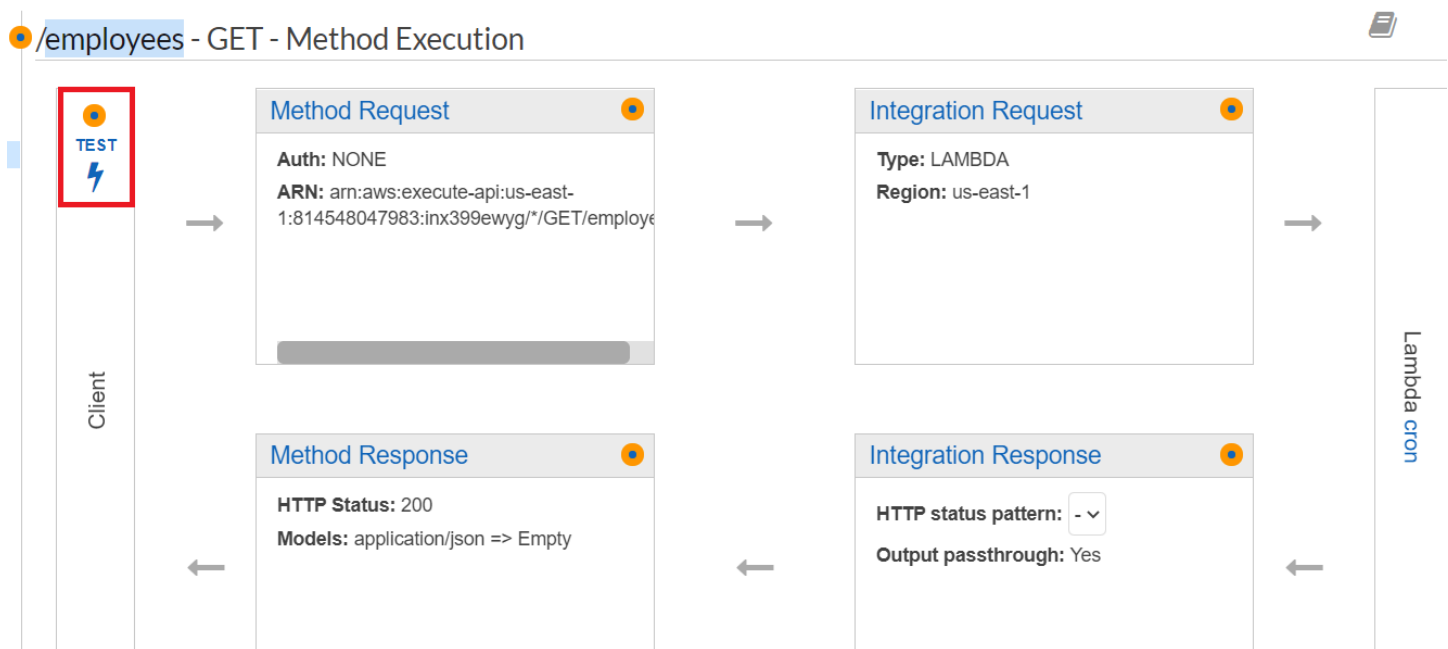 /employees - GET - Method Execution
TEST
Client
Method Request
Auth: NONE
ARN: arn:aws:execute-api:us-east-
1:814548047983:inx399ewyg/*/GET/employe
Integration Request
Type: LAMBDA
Region: us-east-1
Lambda cron
Method Response
HTTP Status: 200
Models: application/json => Empty
Integration Response
HTTP status pattern: -
Output passthrough: Yes